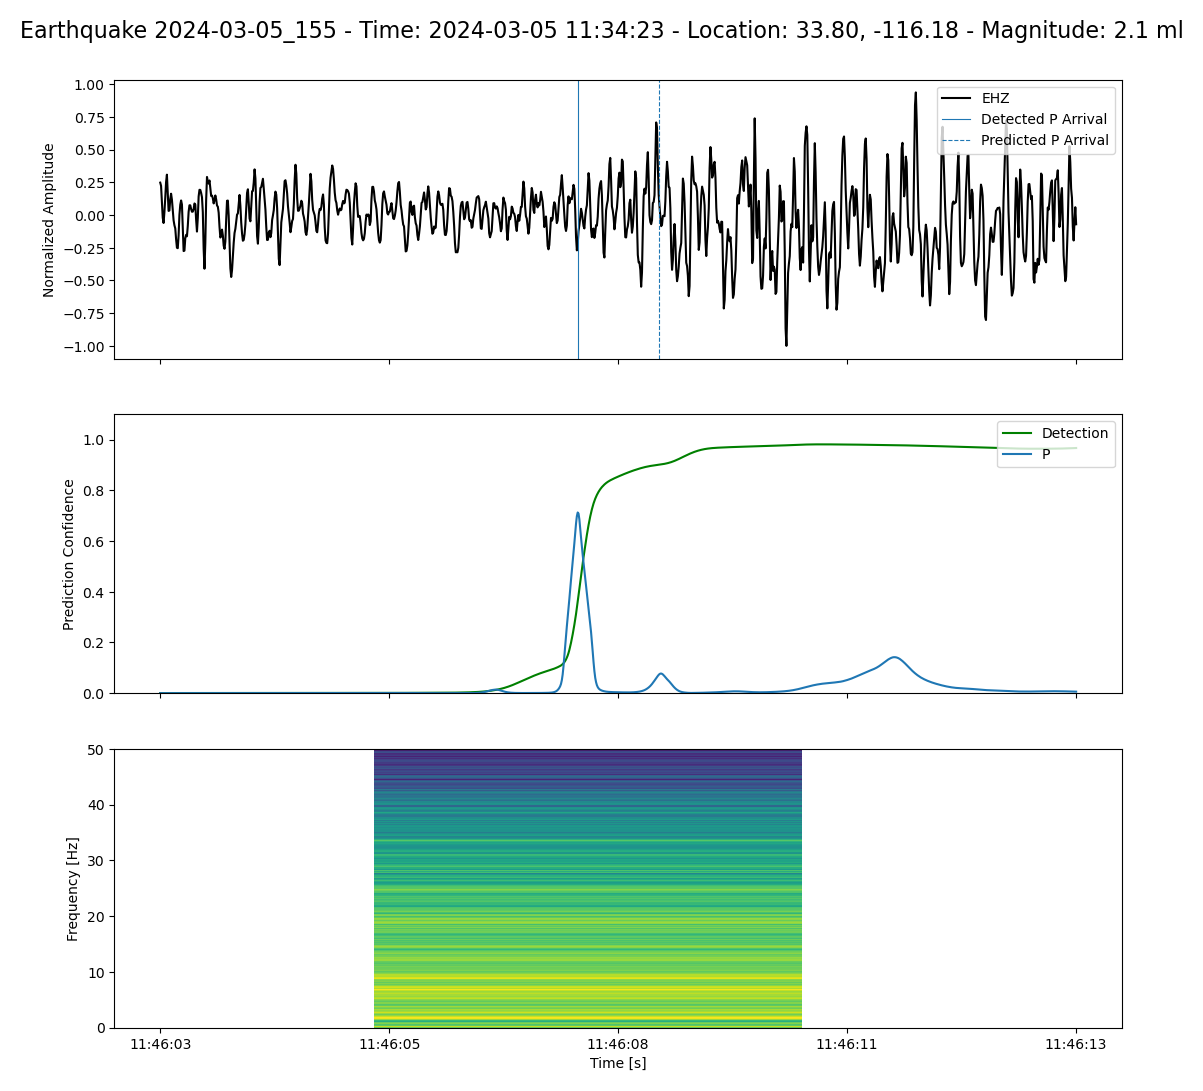 Earthquake 2024-03-05_155 - Time: 2024-03-05 11:34:23 - Location: 33.80, -116.18 - Magnitude: 2.1 ml
1.00
0.75
0.50
0.25
0.00
−0.25
−0.50
−0.75
−1.00
Normalized Amplitude
EHZ
Detected P Arrival
Predicted P Arrival
1.0
0.8
0.6
0.4
0.2
0.0
Prediction Confidence
Detection
P
50
40
30
20
10
0
Frequency [Hz]
11:46:03
11:46:05
11:46:08
11:46:11
11:46:13
Time [s]